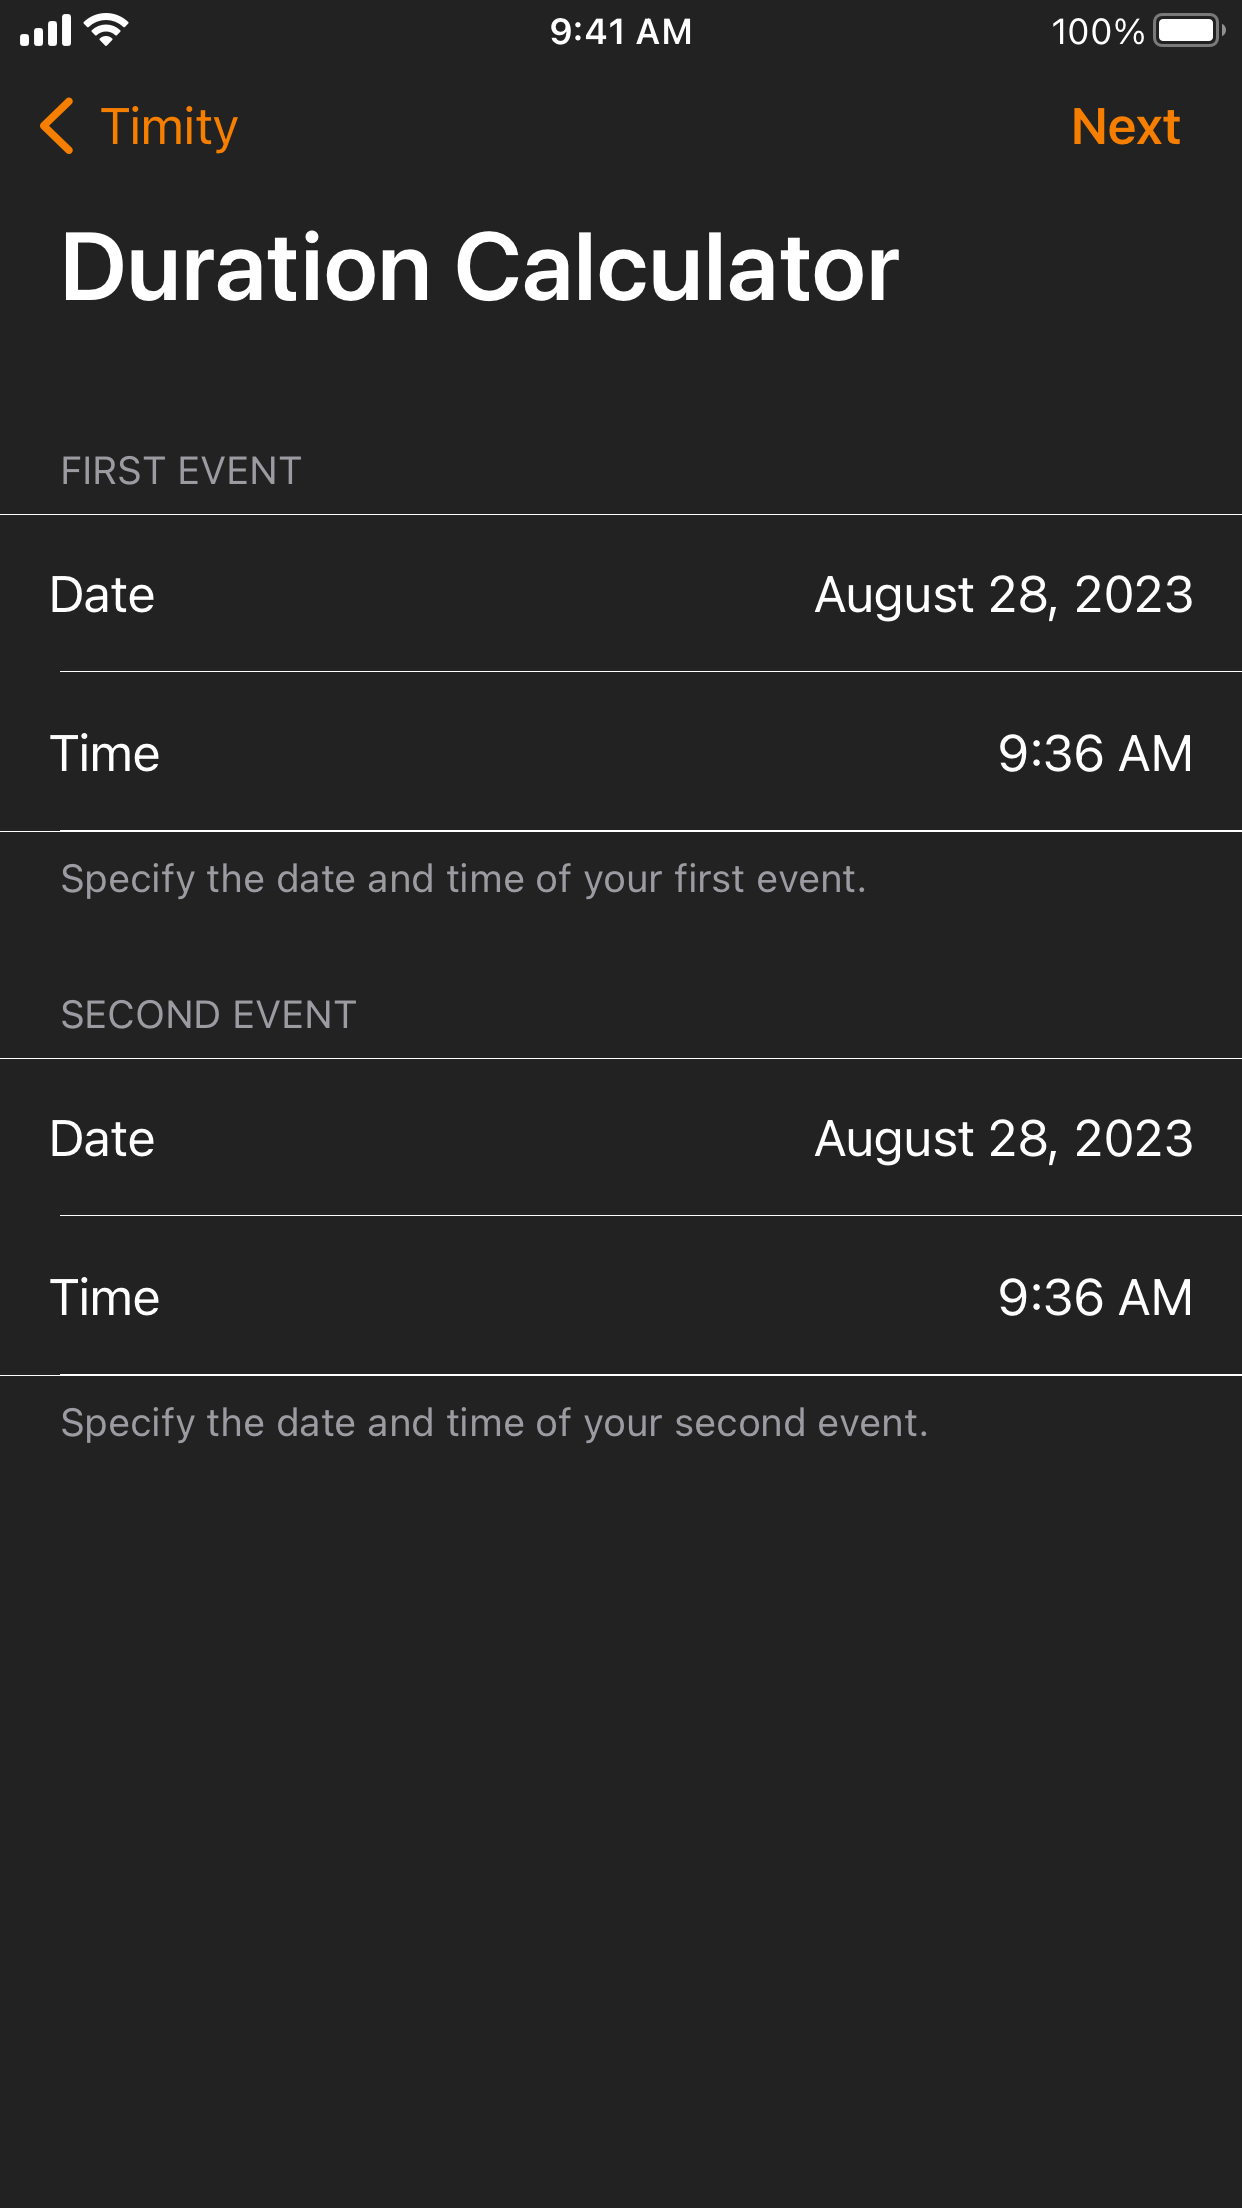 9:41 AM
100%
Timity
Next
Duration Calculator
FIRST EVENT
Date
August 28, 2023
Time
9:36 AM
Specify the date and time of your first event.
SECOND EVENT
Date
August 28, 2023
Time
9:36 AM
Specify the date and time of your second event.